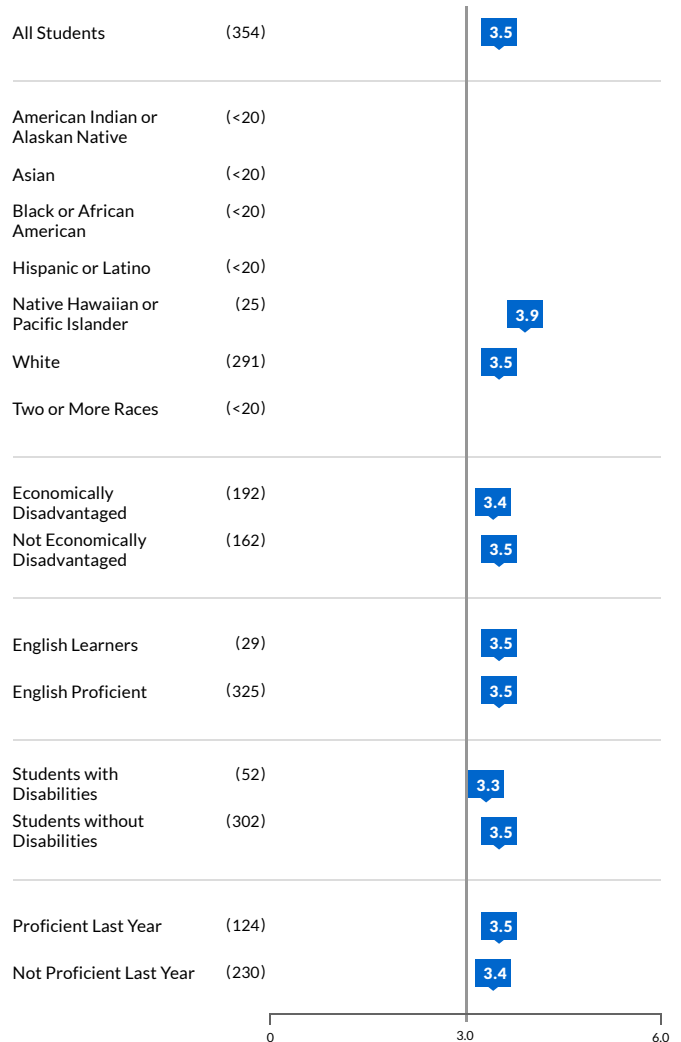 All Students (354) 3.5
American Indian or (<20)
Alaskan Native
Asian (<20)
Black or African (<20)
American
Hispanic or Latino (<20)
Native Hawaiian or (25) 3.9
Pacific Islander
White (291) 3.5
Two or More Races (<20)
Economically (192) 3.4
Disadvantaged
Not Economically (162) 3.5
Disadvantaged
English Learners (29) 3.5
English Proficient (325) 3.5
Students with (52) 3.3
Disabilities
Students without (302) 3.5
Disabilities
Proficient Last Year (124) 3.5
Not Proficient Last Year (230) 3.4
0 3.0 6.0